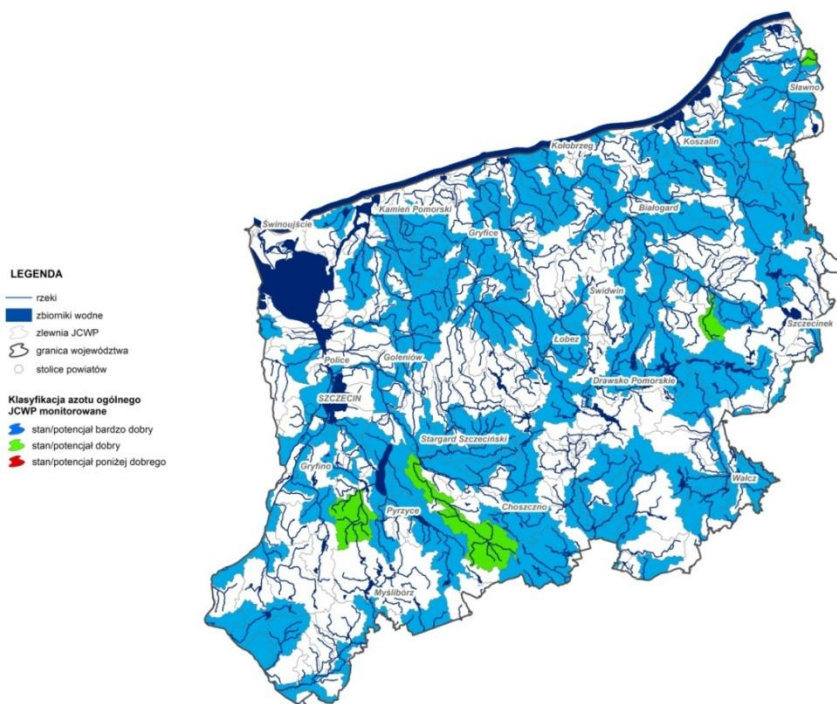 Sławno
Koszalin
Kołobrzeg
Białogard
Kamień Pomorski
Świnoujście
Gryfice
Świdwin
Szczecinek
Łobez
Police
Goleniów
Drawsko Pomorskie
SZCZECIN
Stargard Szczeciński
Gryfino
Wałcz
Choszczno
Pyrzyce
Myślibórz
LEGENDA
rzeki
zbiorniki wodne
zlewnia JCWP
granica województwa
stolice powiatów
Klasyfikacja azotu ogólnego
JCWP monitorowane
stan/potencjał bardzo dobry
stan/potencjał dobry
stan/potencjał poniżej dobrego